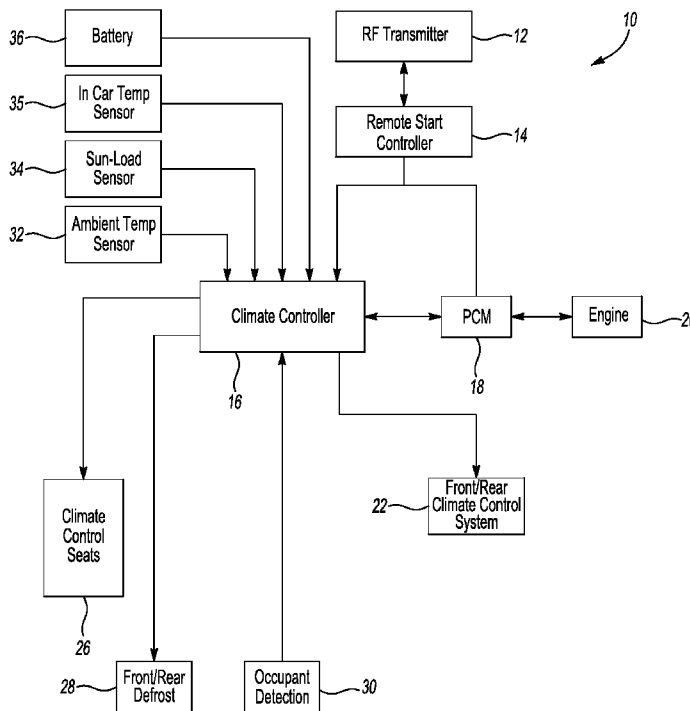 36
Battery
RF Transmitter
12
10
35
In Car Temp
Sensor
Remote Start
Controller
14
34
Sun-Load
Sensor
32
Ambient Temp
Sensor
Climate Controller
16
PCM
18
Engine
Climate
Control
Seats
26
22
Front/Rear
Climate Control
System
28
Front/Rear
Defrost
Occupant
Detection
30